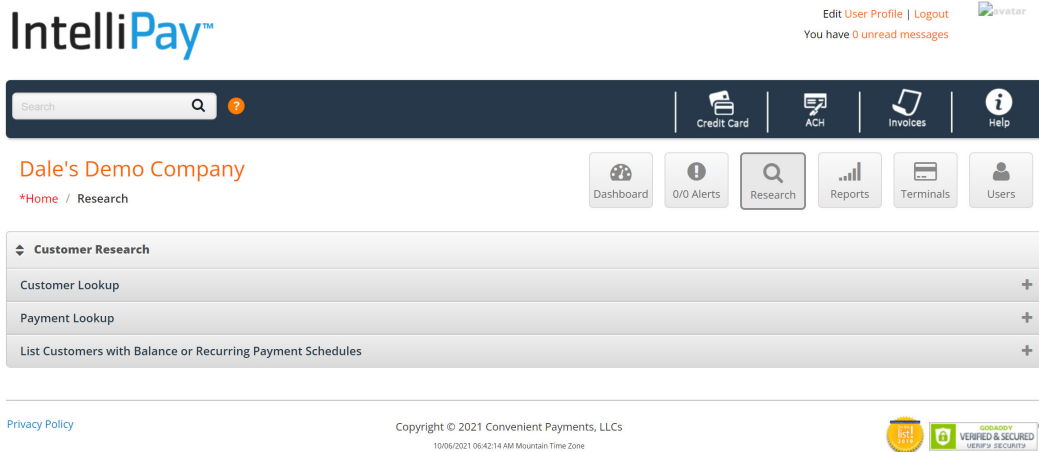 IntelliPay™
Edit User Profile | Logout
avatar
You have 0 unread messages
Search
?
Credit Card
ACH
Invoices
Help
Dale's Demo Company
*Home / Research
Dashboard
0/0 Alerts
Research
Reports
Terminals
Users
Customer Research
Customer Lookup
Payment Lookup
List Customers with Balance or Recurring Payment Schedules
Privacy Policy
Copyright © 2021 Convenient Payments, LLCs
10/06/2021 06:42:14 AM Mountain Time Zone
list!
GODADDY
VERIFIED & SECURED
VERIFY SECURITY